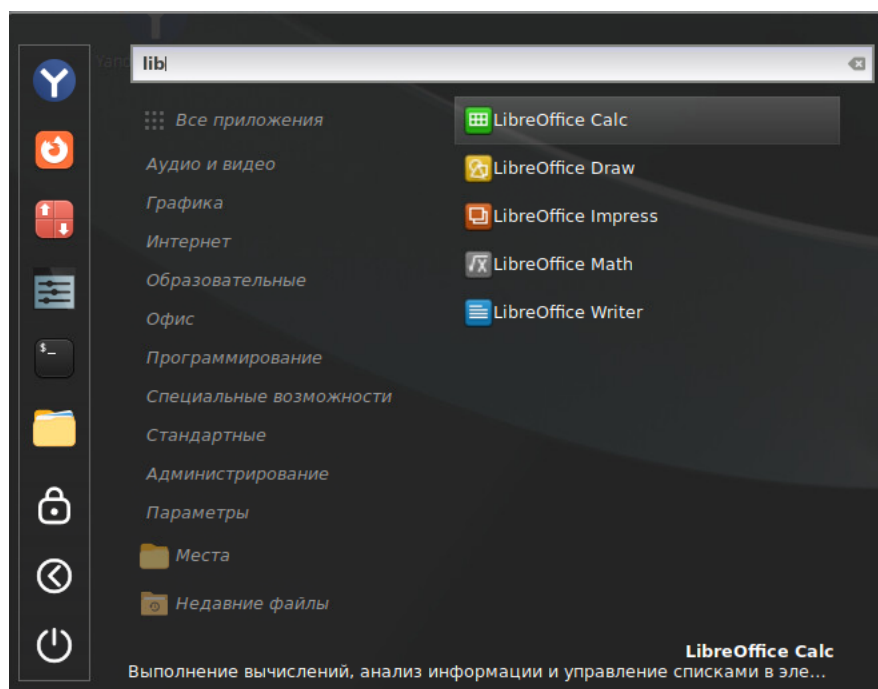 Yand
lib
Все приложения
Аудио и видео
Графика
Интернет
Образовательные
Офис
Программирование
Специальные возможности
Стандартные
Администрирование
Параметры
Места
Недавние файлы
LibreOffice Calc
LibreOffice Draw
LibreOffice Impress
LibreOffice Math
LibreOffice Writer
LibreOffice Calc
Выполнение вычислений, анализ информации и управление списками в эле...